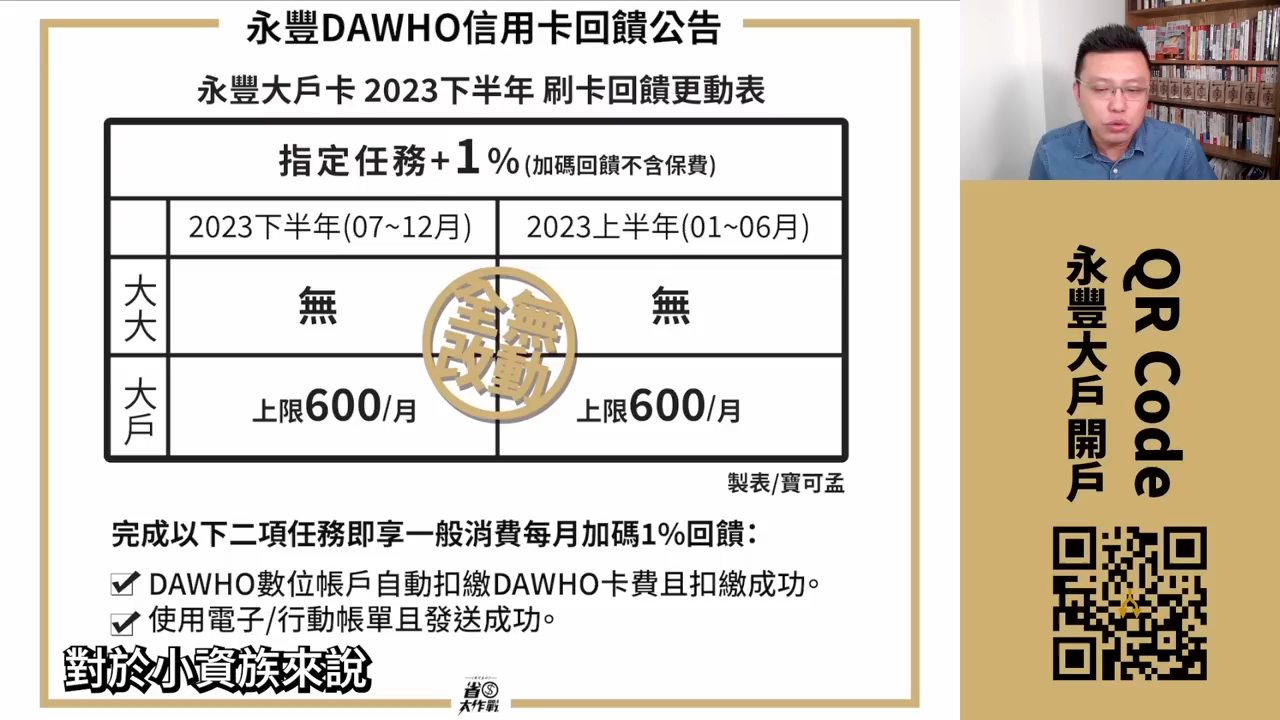 永豐DAWHO信用卡回饋公告
永豐大戶卡 2023下半年 刷卡回饋更動表
指定任務+1%(加碼回饋不含保費)
2023下半年(07~12月)
2023上半年(01~06月)
大大
無
無
大戶
上限600/月
上限600/月
全無
改動
製表/寶可孟
完成以下二項任務即享一般消費每月加碼1%回饋：
DAWHO數位帳戶自動扣繳DAWHO卡費且扣繳成功。
使用電子/行動帳單且發送成功。
對於小資族來說
省
大作戰
QR Code
永豐大戶開戶